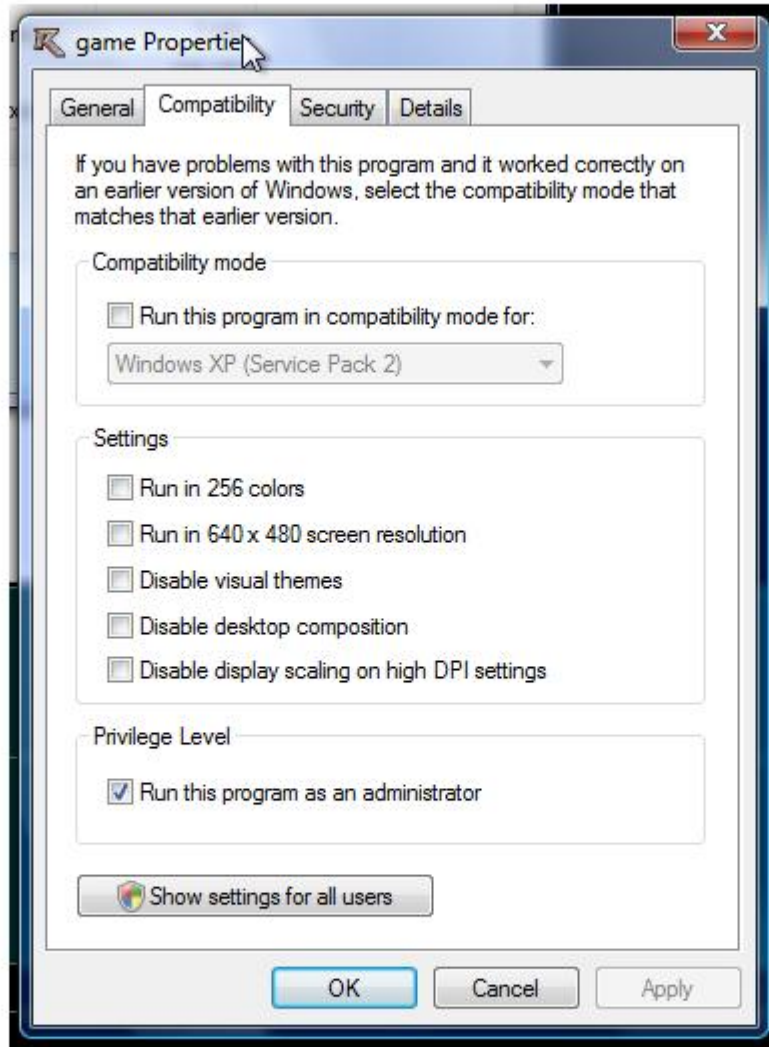 game Properties
General Compatibility Security Details
If you have problems with this program and it worked correctly on
an earlier version of Windows, select the compatibility mode that
matches that earlier version.
Compatibility mode
Run this program in compatibility mode for:
Windows XP (Service Pack 2)
Settings
Run in 256 colors
Run in 640 x 480 screen resolution
Disable visual themes
Disable desktop composition
Disable display scaling on high DPI settings
Privilege Level
Run this program as an administrator
Show settings for all users
OK Cancel Apply